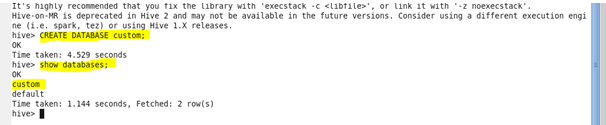 It's highly recommended that you fix the library with 'execstack -c <libfile>', or link it with '-z noexecstack'.
Hive-on-MR is deprecated in Hive 2 and may not be available in the future versions. Consider using a different execution engi
ne (i.e. spark, tez) or using Hive 1.X releases.
hive> CREATE DATABASE custom;
OK
Time taken: 4.529 seconds
hive> show databases;
OK
custom
default
Time taken: 1.144 seconds, Fetched: 2 row(s)
hive>